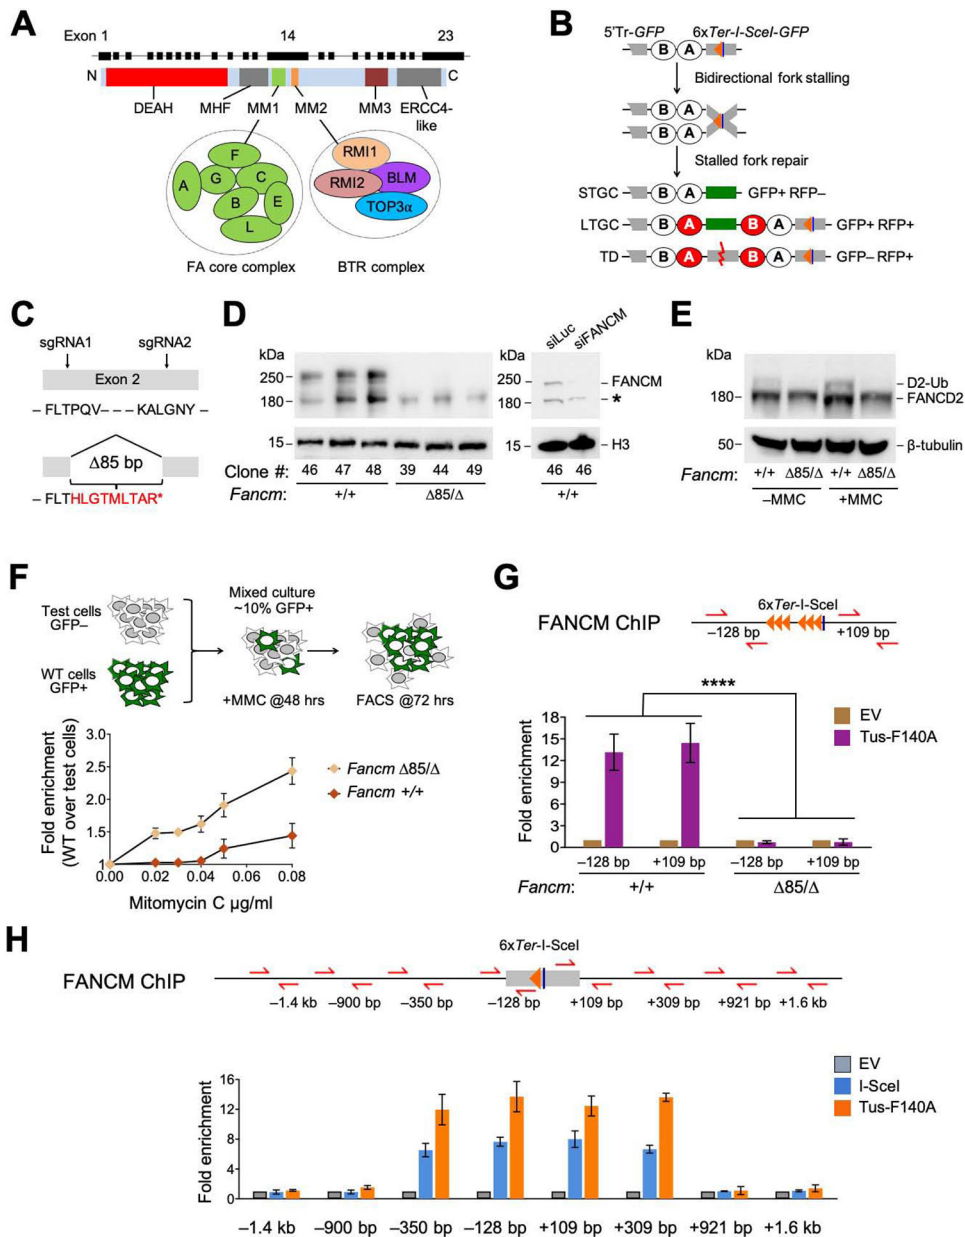 A
Exon 1 14 23
N C
DEAH MHF MM1 MM2 MM3 ERCC4-
like
F
A G C
B E
L
RMI1
RMI2 BLM
TOP3α
FA core complex BTR complex
B
5'Tr-GFP 6xTer-I-SceI-GFP
B A
Bidirectional fork stalling
B A
B A
Stalled fork repair
STGC B A GFP+ RFP–
LTGC B A B A GFP+ RFP+
TD B A B A GFP– RFP+
C
sgRNA1 sgRNA2
Exon 2
– FLTPQV– – – KALGNY –
Δ85 bp
– FLTHLGTMLTAR*
D
siLuc siFANCM
kDa kDa
250 250 FANCM
180 180 *
15 15 H3
Clone #: 46 47 48 39 44 49 46 46
Fancm: +/+ Δ85/Δ +/+
E
kDa
D2-Ub
180 FANCD2
50 β-tubulin
Fancm: +/+ Δ85/Δ +/+ Δ85/Δ
–MMC +MMC
F
Test cells
GFP–
WT cells
GFP+
Mixed culture
~10% GFP+
+MMC @48 hrs FACS @72 hrs
Fold enrichment
(WT over test cells)
3.0
2.5
2.0
1.5
1
0.00 0.02 0.04 0.06 0.08
Mitomycin C µg/ml
Fancm Δ85/Δ
Fancm +/+
G
FANCM ChIP
6xTer-I-SceI
–128 bp +109 bp
****
EV
Tus-F140A
Fold enrichment
18
15
12
9
6
3
0
–128 bp +109 bp –128 bp +109 bp
Fancm: +/+ Δ85/Δ
H
FANCM ChIP
6xTer-I-SceI
–1.4 kb –900 bp –350 bp –128 bp +109 bp +309 bp +921 bp +1.6 kb
EV
I-SceI
Tus-F140A
Fold enrichment
16
12
8
4
0
–1.4 kb –900 bp –350 bp –128 bp +109 bp +309 bp +921 bp +1.6 kb